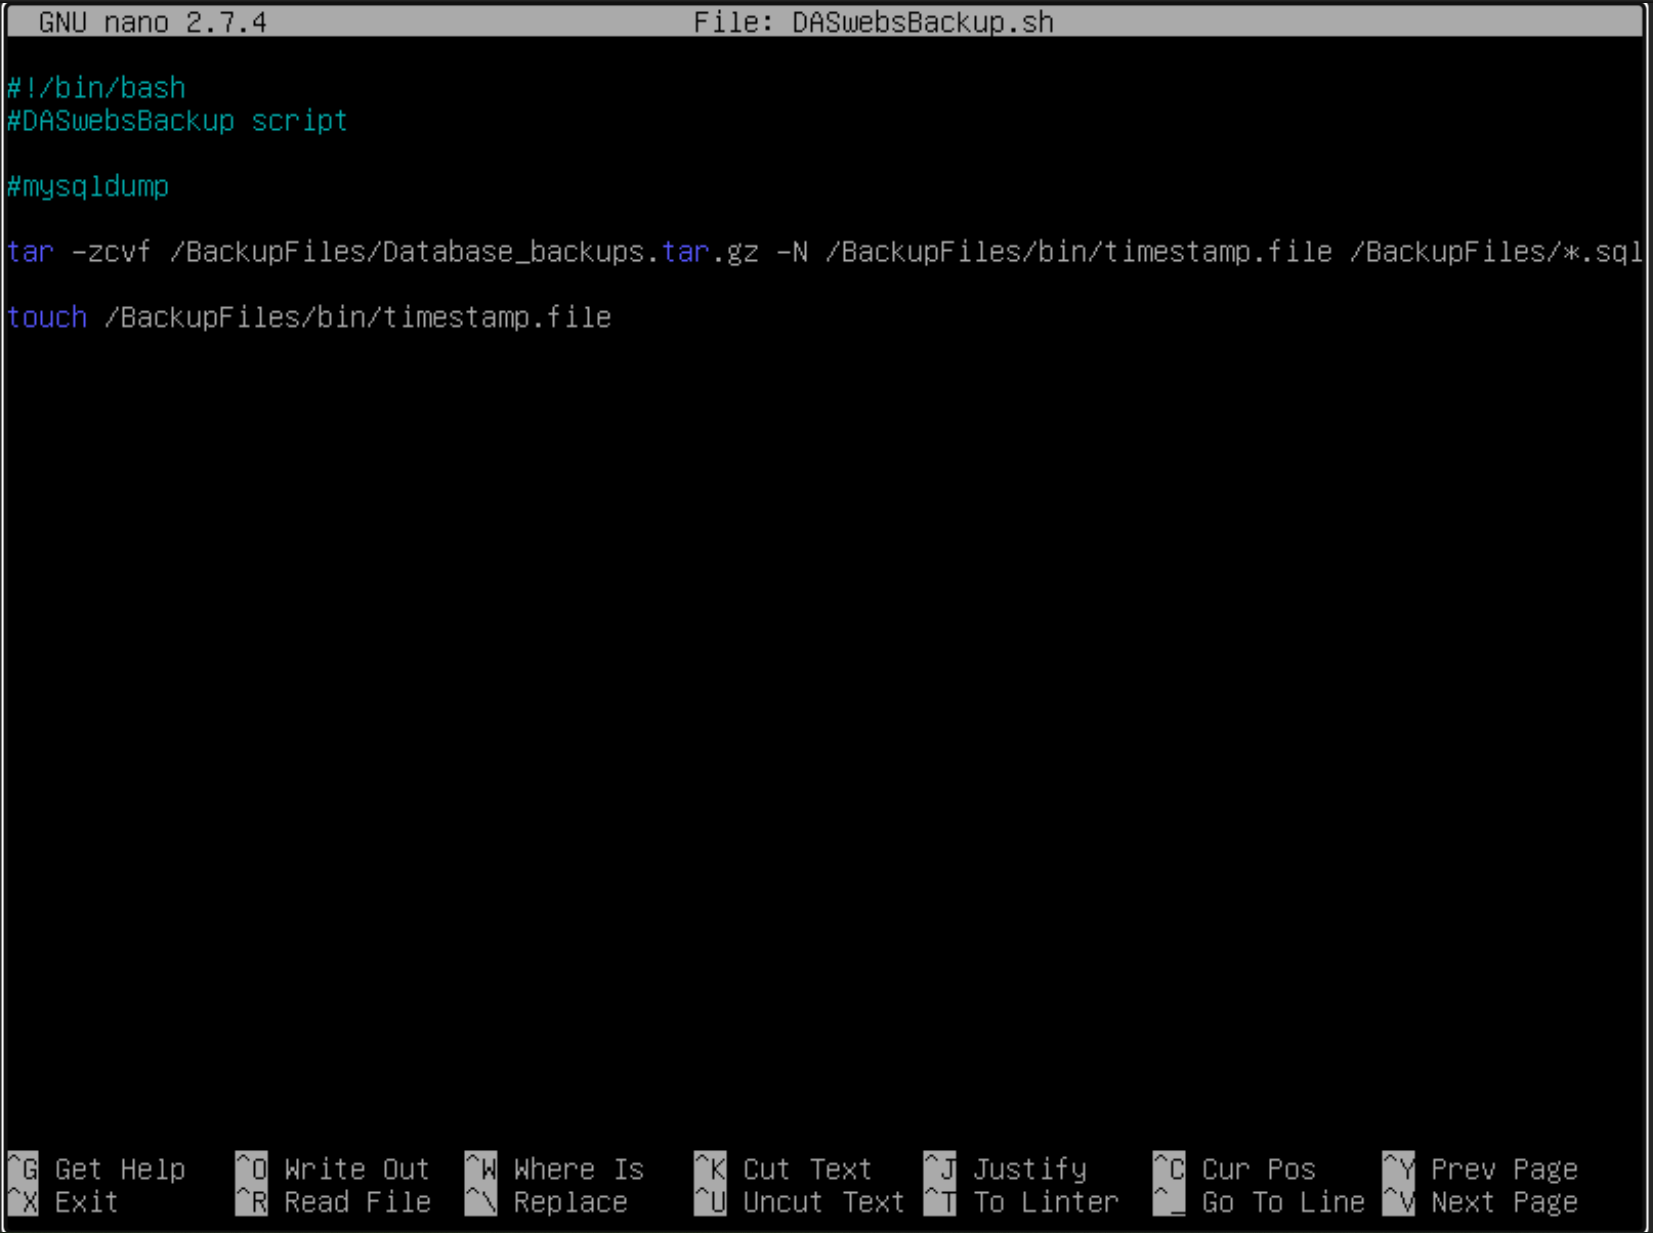 GNU nano 2.7.4 File: DASwebsBackup.sh
#!/bin/bash
#DASwebsBackup script
#mysqldump
tar -zcvf /BackupFiles/Database_backups.tar.gz -N /BackupFiles/bin/timestamp.file /BackupFiles/*.sql
touch /BackupFiles/bin/timestamp.file
^G Get Help ^O Write Out ^W Where Is ^K Cut Text ^J Justify ^C Cur Pos ^Y Prev Page
^X Exit ^R Read File ^\ Replace ^U Uncut Text ^T To Linter ^_ Go To Line ^V Next Page